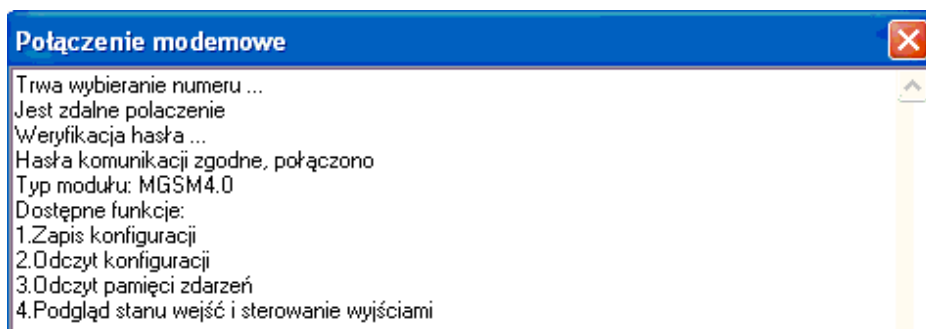 Połączenie modemowe
Trwa wybieranie numeru ...
Jest zdalne polaczenie
Weryfikacja hasła ...
Hasła komunikacji zgodne, połączono
Typ modułu: MGSM4.0
Dostępne funkcje:
1.Zapis konfiguracji
2.Odczyt konfiguracji
3.Odczyt pamięci zdarzeń
4.Podgląd stanu wejść i sterowanie wyjściami